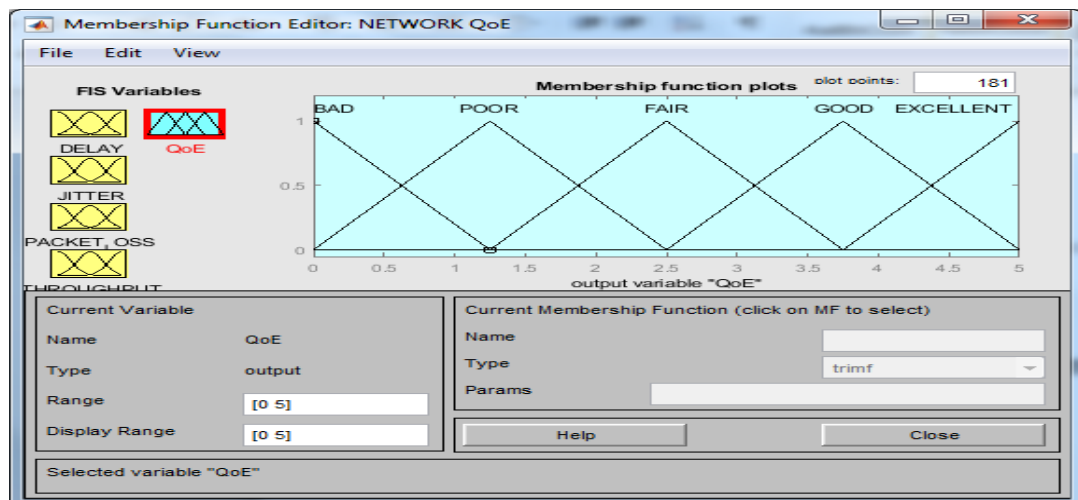 Membership Function Editor: NETWORK QoE
File Edit View
FIS Variables
DELAY
QoE
JITTER
PACKET_OSS
THROUGHPUT
Membership function plots
plot points:
181
BAD POOR FAIR GOOD EXCELLENT
1
0.5
0
0 0.5 1 1.5 2 2.5 3 3.5 4 4.5 5
output variable "QoE"
Current Variable
Name QoE
Type output
Range [0 5]
Display Range [0 5]
Current Membership Function (click on MF to select)
Name
Type trimf
Params
Help Close
Selected variable "QoE"